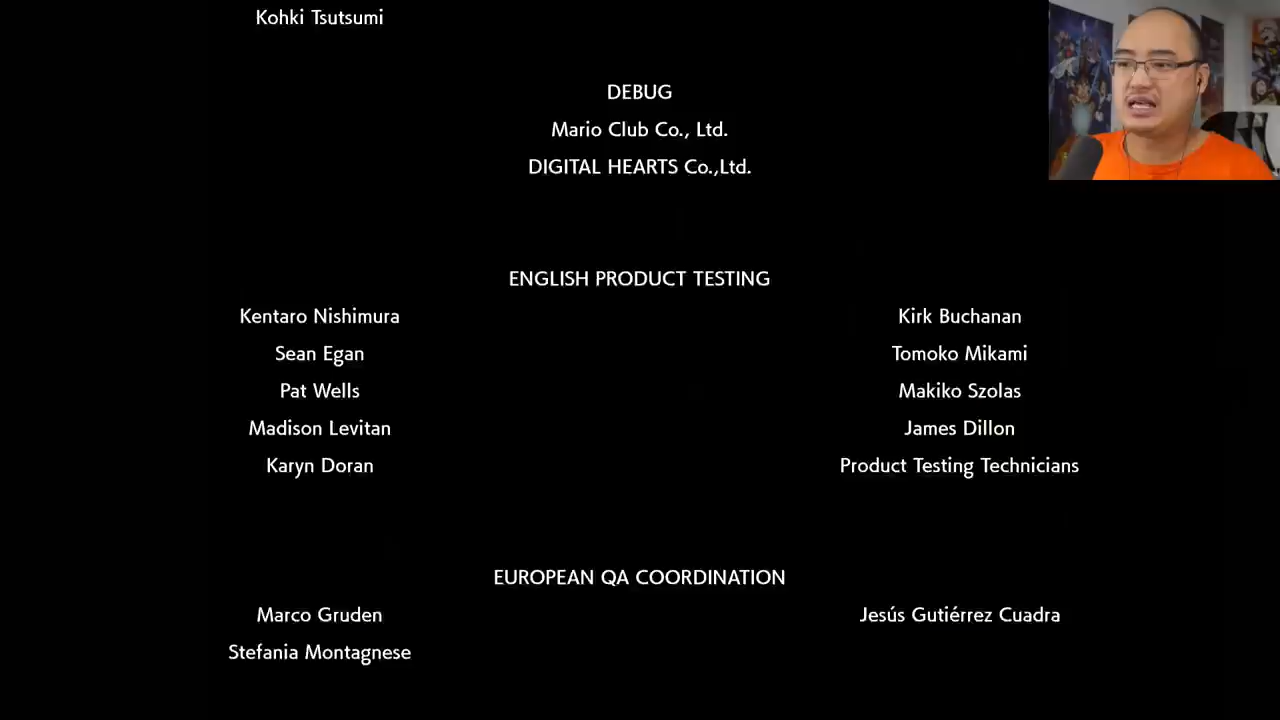 Kohki Tsutsumi
DEBUG
Mario Club Co., Ltd.
DIGITAL HEARTS Co.,Ltd.
ENGLISH PRODUCT TESTING
Kentaro Nishimura
Kirk Buchanan
Sean Egan
Tomoko Mikami
Pat Wells
Makiko Szolas
Madison Levitan
James Dillon
Karyn Doran
Product Testing Technicians
EUROPEAN QA COORDINATION
Marco Gruden
Jesús Gutiérrez Cuadra
Stefania Montagnese